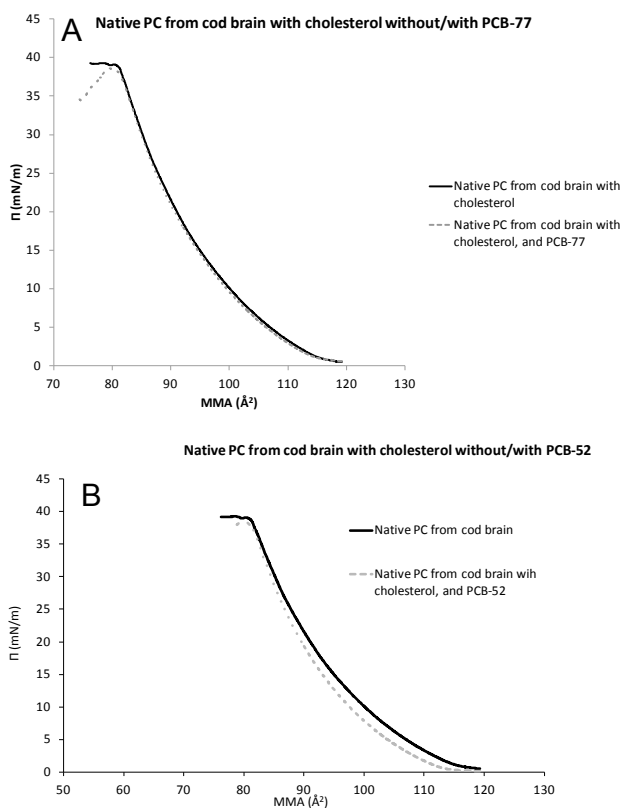 A Native PC from cod brain with cholesterol without/with PCB-77
45
40
35
30
25
20
15
10
5
0
Π (mN/m)
70 80 90 100 110 120 130
MMA (Å²)
Native PC from cod brain with
cholesterol
Native PC from cod brain with
cholesterol, and PCB-77
Native PC from cod brain with cholesterol without/with PCB-52
B
45
40
35
30
25
20
15
10
5
0
Π (mN/m)
50 60 70 80 90 100 110 120 130
MMA (Å²)
Native PC from cod brain
Native PC from cod brain wih
cholesterol, and PCB-52